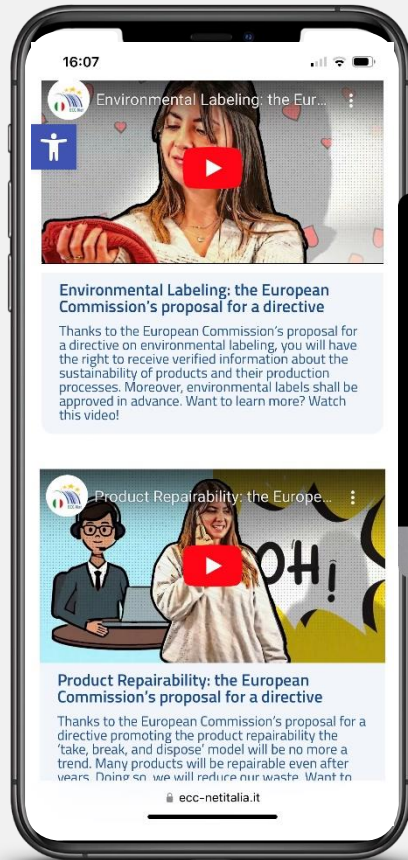 16:07
Environmental Labeling: the Eur...
Environmental Labeling: the European
Commission's proposal for a directive
Thanks to the European Commission's proposal for
a directive on environmental labeling, you will have
the right to receive verified information about the
sustainability of products and their production
processes. Moreover, environmental labels shall be
approved in advance. Want to learn more? Watch
this video!
Product Repairability: the Europe...
OH!
Product Repairability: the European
Commission's proposal for a directive
Thanks to the European Commission's proposal for a
directive promoting the product repairability the
'take, break, and dispose' model will be no more a
trend. Many products will be repairable even after
years. Doing so, we will reduce our waste. Want to
ecc-netitalia.it